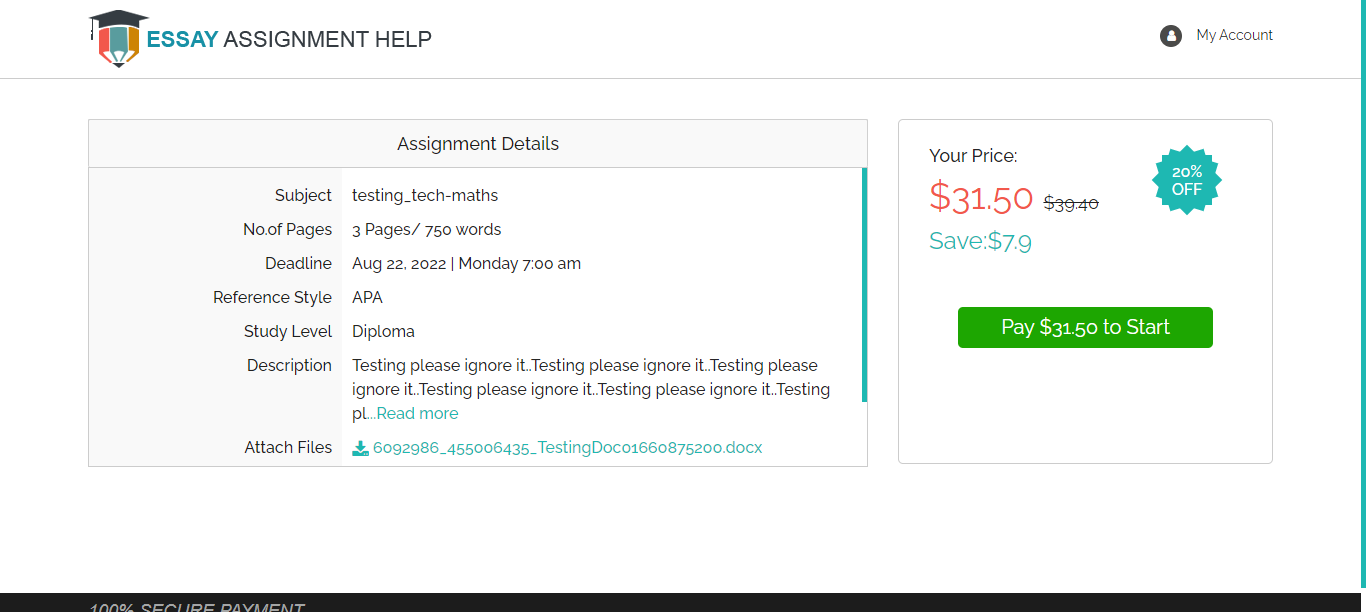 ESSAY ASSIGNMENT HELP
My Account
Assignment Details
Subject testing_tech-maths
No.of Pages 3 Pages/ 750 words
Deadline Aug 22, 2022 | Monday 7:00 am
Reference Style APA
Study Level Diploma
Description Testing please ignore it..Testing please ignore it..Testing please
ignore it..Testing please ignore it..Testing please ignore it..Testing
pl...Read more
Attach Files 6092986_455006435_TestingDoc01660875200.docx
Your Price:
$31.50 $39.40
Save:$7.9
20%
OFF
Pay $31.50 to Start
100% SECURE PAYMENT